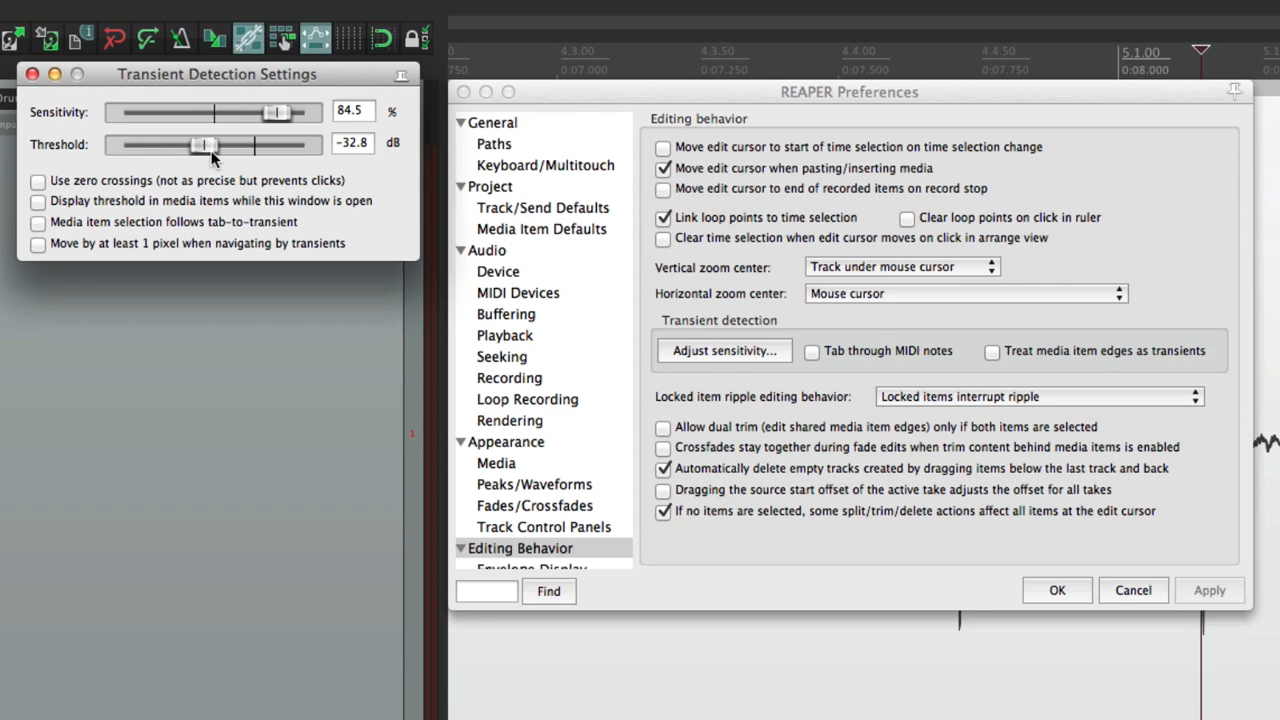 4.3.00
4.3.50
4.4.00
4.4.50
5.1.00
750
0:07.000
0:07.250
0:07.500
0:07.750
0:08.000
Transient Detection Settings
Sensitivity:
84.5
%
Threshold:
-32.8
dB
Use zero crossings (not as precise but prevents clicks)
Display threshold in media items while this window is open
Media item selection follows tab-to-transient
Move by at least 1 pixel when navigating by transients
REAPER Preferences
General
Paths
Keyboard/Multitouch
Project
Track/Send Defaults
Media Item Defaults
Audio
Device
MIDI Devices
Buffering
Playback
Seeking
Recording
Loop Recording
Rendering
Appearance
Media
Peaks/Waveforms
Fades/Crossfades
Track Control Panels
Editing Behavior
Envelope Display
Find
Editing behavior
Move edit cursor to start of time selection on time selection change
Move edit cursor when pasting/inserting media
Move edit cursor to end of recorded items on record stop
Link loop points to time selection
Clear loop points on click in ruler
Clear time selection when edit cursor moves on click in arrange view
Vertical zoom center:
Track under mouse cursor
Horizontal zoom center:
Mouse cursor
Transient detection
Adjust sensitivity...
Tab through MIDI notes
Treat media item edges as transients
Locked item ripple editing behavior:
Locked items interrupt ripple
Allow dual trim (edit shared media item edges) only if both items are selected
Crossfades stay together during fade edits when trim content behind media items is enabled
Automatically delete empty tracks created by dragging items below the last track and back
Dragging the source start offset of the active take adjusts the offset for all takes
If no items are selected, some split/trim/delete actions affect all items at the edit cursor
OK
Cancel
Apply
1